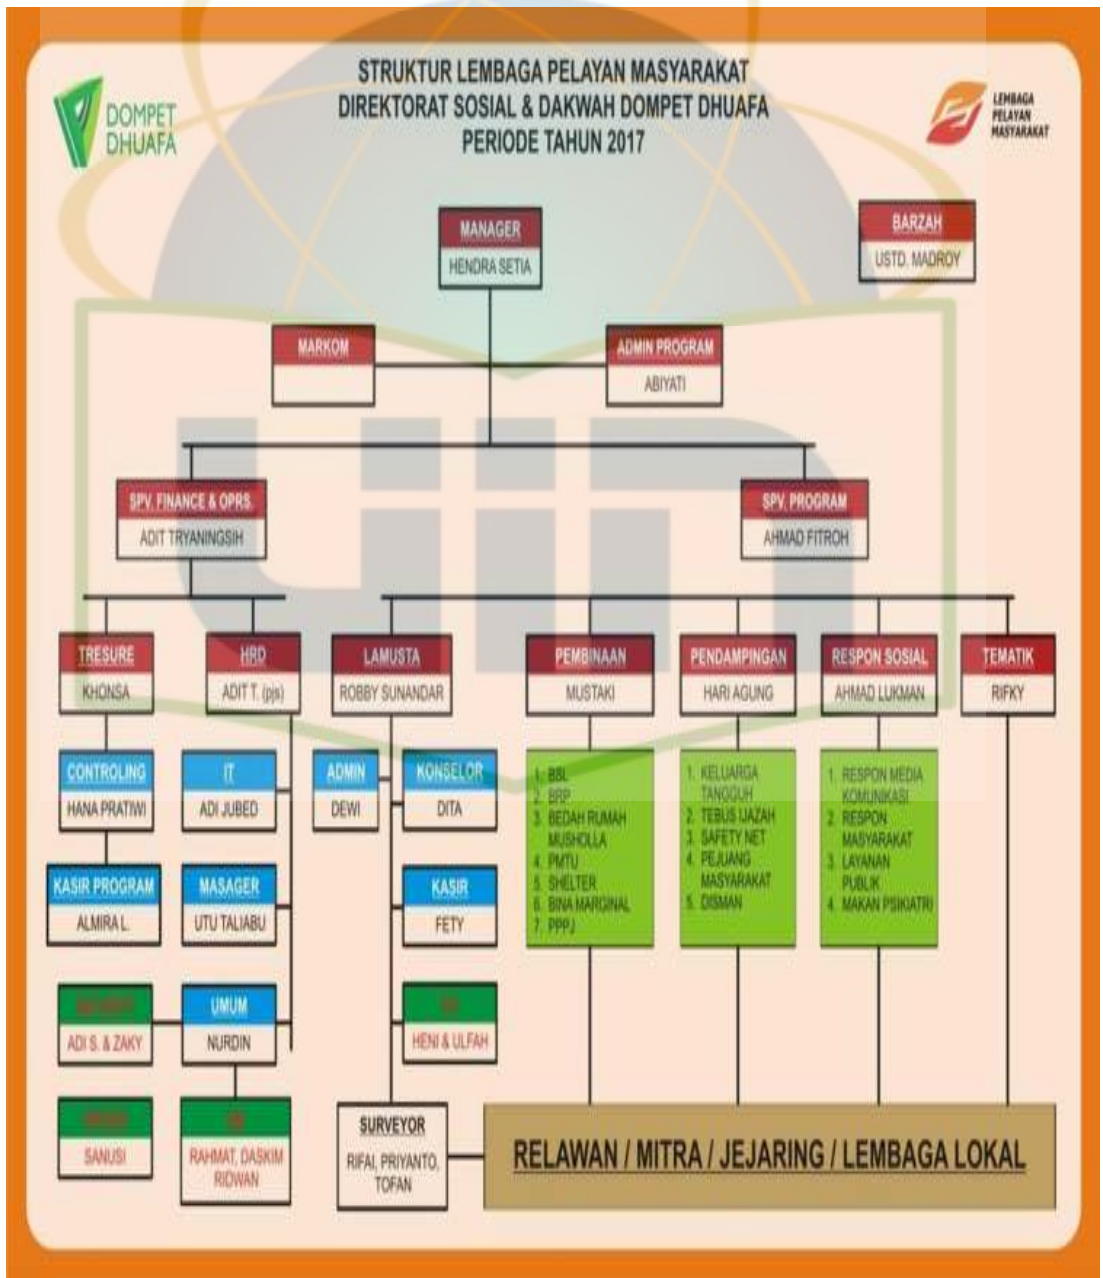 STRUKTUR LEMBAGA PELAYAN MASYARAKAT
DIREKTORAT SOSIAL & DAKWAH DOMPET DHUAFA
PERIODE TAHUN 2017
DOMPET
DHUAFA
LEMBAGA
PELAYAN
MASYARAKAT
MANAGER
HENDRA SETIA
BARZAH
USTD. MADROY
MARKOM
ADMIN PROGRAM
ABIYATI
SPV. FINANCE & OPRS.
ADIT TRYANINGSIH
SPV. PROGRAM
AHMAD FITROH
TRESURE
KHONSA
HRD
ADIT T. (pjs)
LAMUSTA
ROBBY SUNANDAR
PEMBINAAN
MUSTAKI
PENDAMPINGAN
HARI AGUNG
RESPON SOSIAL
AHMAD LUKMAN
TEMATIK
RIFKY
CONTROLING
HANA PRATIWI
IT
ADI JUBED
ADMIN
DEWI
KONSELOR
DITA
1. BSL
2. BRP
3. BEDAH RUMAH
MUSHOLLA
4. PMTU
5. SHELTER
6. BINA MARGINAL
7. PPPJ
1. KELUARGA
TANGGUH
2. TEBUS IJAZAH
3. SAFETY NET
4. PEJUANG
MASYARAKAT
5. DISMAN
1. RESPON MEDIA
KOMUNIKASI
2. RESPON
MASYARAKAT
3. LAYANAN
PUBLIK
4. MAKAN PSIKIATRI
KASIR PROGRAM
ALMIRA L.
MASAGER
UTU TALIABU
KASIR
FETY
ADI S. & ZAKY
UMUM
NURDIN
HENI & ULFAH
SANUSI
RAHMAT, DASKIM
RIDWAN
SURVEYOR
RIFAI, PRIYANTO,
TOFAN
RELAWAN / MITRA / JEJARING / LEMBAGA LOKAL
uin